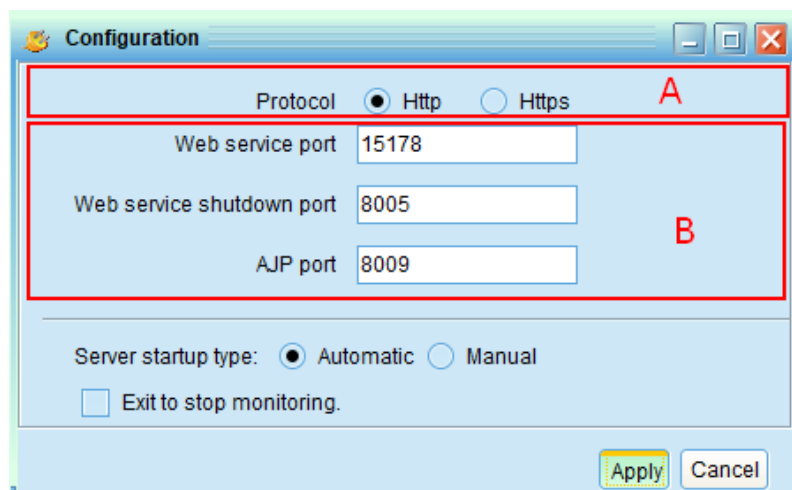 Configuration
Protocol Http Https A
Web service port 15178
Web service shutdown port 8005
B
AJP port 8009
Server startup type: Automatic Manual
Exit to stop monitoring.
Apply Cancel